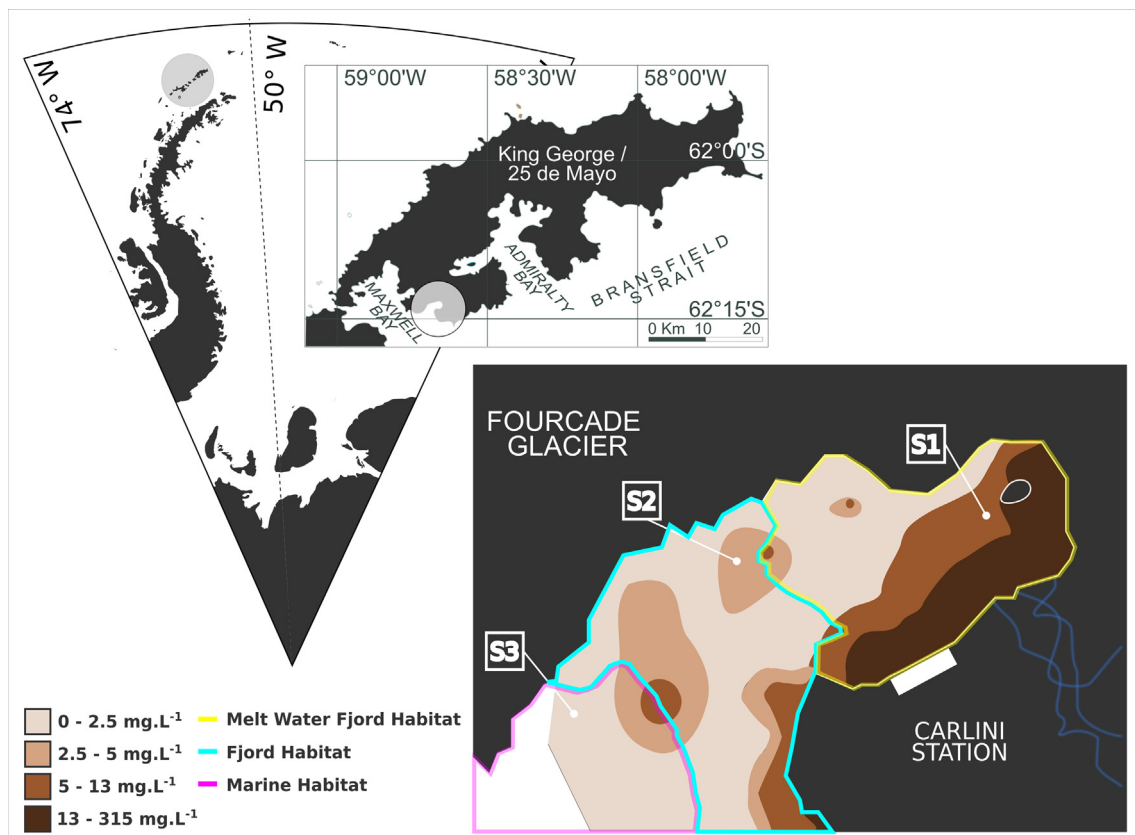 74° W
50° W
59°00'W
58°30'W
58°00'W
King George /
25 de Mayo
62°00'S
ADMIRALTY
BAY
BRANSFIELD
STRAIT
MAXWELL
BAY
62°15'S
0 Km 10 20
FOURCADE
GLACIER
S1
S2
S3
CARLINI
STATION
0 - 2.5 mg.L⁻¹
2.5 - 5 mg.L⁻¹
5 - 13 mg.L⁻¹
13 - 315 mg.L⁻¹
Melt Water Fjord Habitat
Fjord Habitat
Marine Habitat